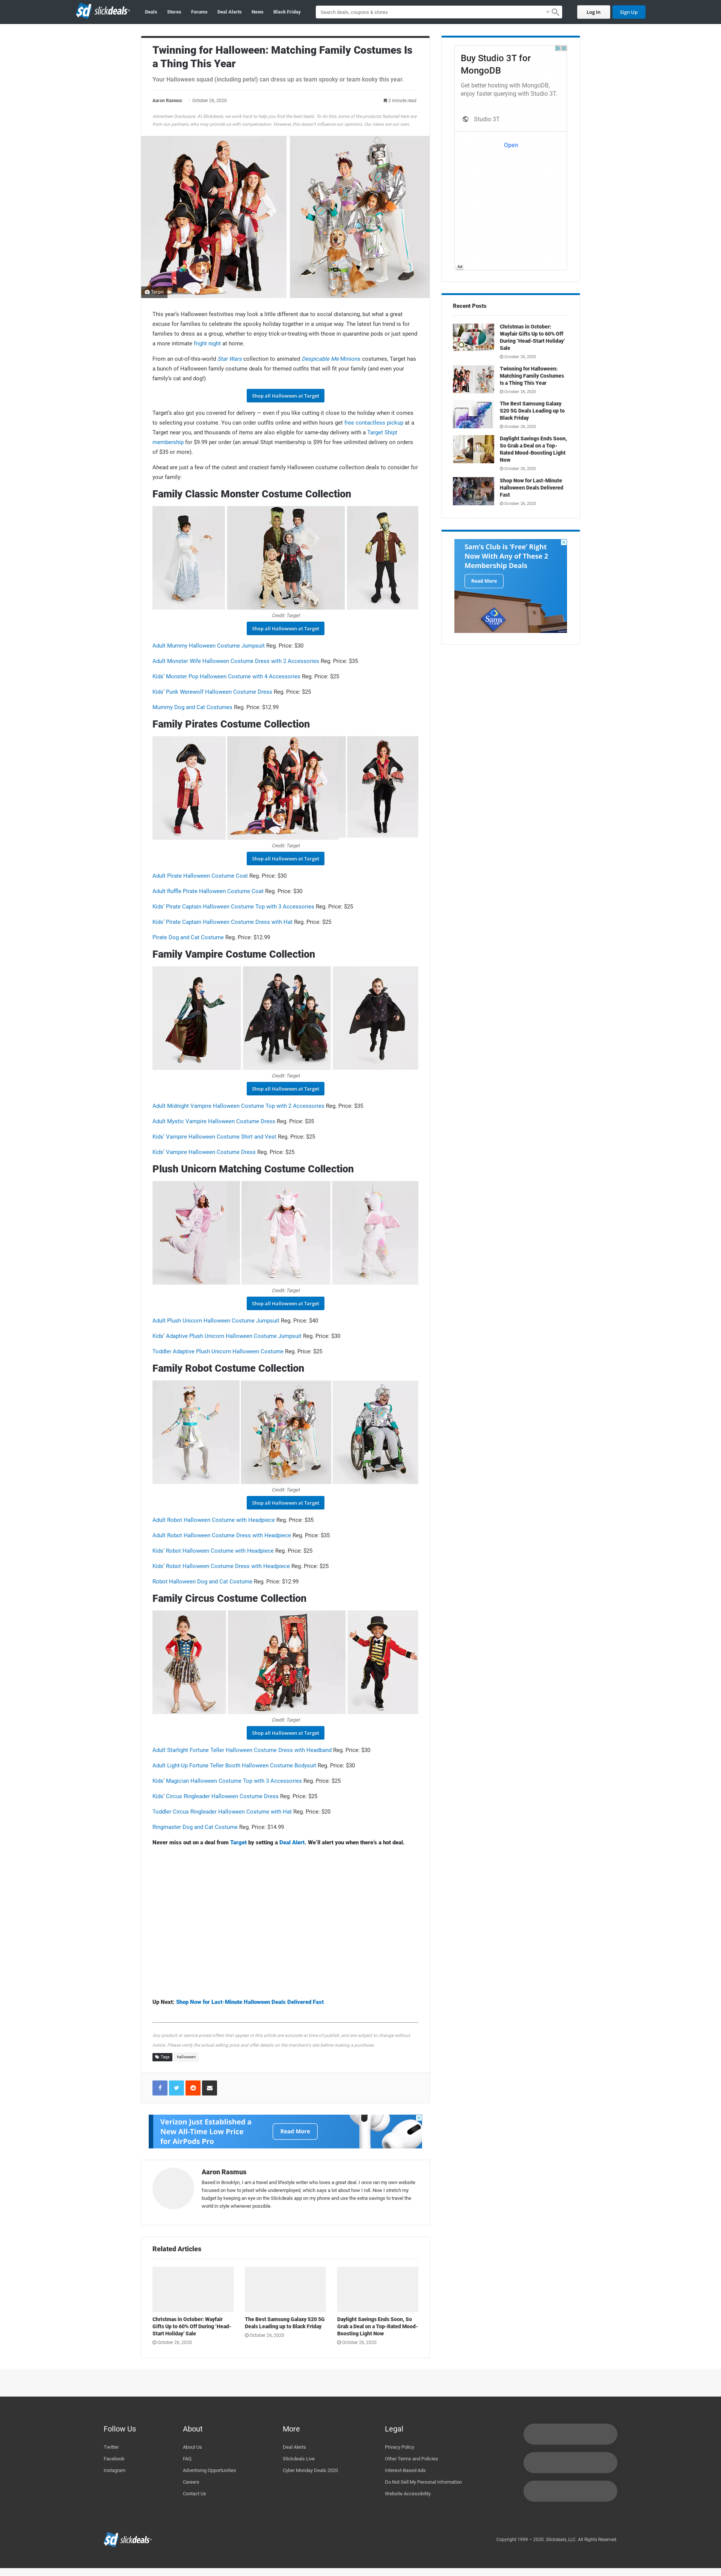 slickdeals
Deals
Stores
Forums
Deal Alerts
News
Black Friday
Search deals, coupons & stores
Log In
Sign Up
Twinning for Halloween: Matching Family Costumes Is
a Thing This Year
Your Halloween squad (including pets!) can dress up as team spooky or team kooky this year.
Aaron Rasmus
October 26, 2020
2 minute read
Advertiser Disclosure: At Slickdeals, we work hard to help you find the best deals. To do this, some of the products featured here are
from our partners, who may provide us with compensation. However, this doesn't influence our opinions. Our views are our own.
Target
This year's Halloween festivities may look a little different due to social distancing, but what a great
excuse for families to celebrate the spooky holiday together in a unique way. The latest fun trend is for
families to dress as a group, whether to enjoy trick-or-treating with those in quarantine pods or just spend
a more intimate fright night at home.
From an out-of-this-world Star Wars collection to animated Despicable Me Minions costumes, Target has
a bunch of Halloween family costume deals for themed outfits that will fit your family (and even any family's cat and dog!)
Shop all Halloween at Target
Target's also got you covered for delivery — even if you like cutting it close to the holiday when it comes
to selecting your costume. You can order outfits online and within hours get free contactless pickup at a
Target near you, and thousands of items are also eligible for same-day delivery with a Target Shipt
membership for $9.99 per order (an annual Shipt membership is $99 for free unlimited delivery on orders
of $35 or more).
Ahead are just a few of the cutest and craziest family Halloween costume collection deals to consider for
your family:
Family Classic Monster Costume Collection
Credit: Target
Shop all Halloween at Target
Adult Mummy Halloween Costume Jumpsuit Reg. Price: $30
Adult Monster Wife Halloween Costume Dress with 2 Accessories Reg. Price: $35
Kids' Monster Pop Halloween Costume with 4 Accessories Reg. Price: $25
Kids' Punk Werewolf Halloween Costume Dress Reg. Price: $25
Mummy Dog and Cat Costumes Reg. Price: $12.99
Family Pirates Costume Collection
Credit: Target
Shop all Halloween at Target
Adult Pirate Halloween Costume Coat Reg. Price: $30
Adult Ruffle Pirate Halloween Costume Coat Reg. Price: $30
Kids' Pirate Captain Halloween Costume Top with 3 Accessories Reg. Price: $25
Kids' Pirate Captain Halloween Costume Dress with Hat Reg. Price: $25
Pirate Dog and Cat Costume Reg. Price: $12.99
Family Vampire Costume Collection
Credit: Target
Shop all Halloween at Target
Adult Midnight Vampire Halloween Costume Top with 2 Accessories Reg. Price: $35
Adult Mystic Vampire Halloween Costume Dress Reg. Price: $35
Kids' Vampire Halloween Costume Shirt and Vest Reg. Price: $25
Kids' Vampire Halloween Costume Dress Reg. Price: $25
Plush Unicorn Matching Costume Collection
Credit: Target
Shop all Halloween at Target
Adult Plush Unicorn Halloween Costume Jumpsuit Reg. Price: $40
Kids' Adaptive Plush Unicorn Halloween Costume Jumpsuit Reg. Price: $30
Toddler Adaptive Plush Unicorn Halloween Costume Reg. Price: $25
Family Robot Costume Collection
Credit: Target
Shop all Halloween at Target
Adult Robot Halloween Costume with Headpiece Reg. Price: $35
Adult Robot Halloween Costume Dress with Headpiece Reg. Price: $35
Kids' Robot Halloween Costume with Headpiece Reg. Price: $25
Kids' Robot Halloween Costume Dress with Headpiece Reg. Price: $25
Robot Halloween Dog and Cat Costume Reg. Price: $12.99
Family Circus Costume Collection
Credit: Target
Shop all Halloween at Target
Adult Starlight Fortune Teller Halloween Costume Dress with Headband Reg. Price: $30
Adult Light-Up Fortune Teller Booth Halloween Costume Bodysuit Reg. Price: $30
Kids' Magician Halloween Costume Top with 3 Accessories Reg. Price: $25
Kids' Circus Ringleader Halloween Costume Dress Reg. Price: $25
Toddler Circus Ringleader Halloween Costume with Hat Reg. Price: $20
Ringmaster Dog and Cat Costume Reg. Price: $14.99
Never miss out on a deal from Target by setting a Deal Alert. We'll alert you when there's a hot deal.
Up Next: Shop Now for Last-Minute Halloween Deals Delivered Fast
Any product or service prices/offers that appear in this article are accurate at time of publish, and are subject to change without
notice. Please verify the actual selling price and offer details on the merchant's site before making a purchase.
Tags
halloween
Verizon Just Established a
New All-Time Low Price
for AirPods Pro
Read More
Aaron Rasmus
Based in Brooklyn, I am a travel and lifestyle writer who loves a great deal. I once ran my own website
focused on how to jetset while underemployed, which says a lot about how I roll. Now I stretch my
budget by keeping an eye on the Slickdeals app on my phone and use the extra savings to travel the
world in style whenever possible.
Related Articles
Christmas in October: Wayfair
Gifts Up to 60% Off During 'Head-
Start Holiday' Sale
October 26, 2020
The Best Samsung Galaxy S20 5G
Deals Leading up to Black Friday
October 26, 2020
Daylight Savings Ends Soon, So
Grab a Deal on a Top-Rated Mood-
Boosting Light Now
October 26, 2020
Buy Studio 3T for
MongoDB
Get better hosting with MongoDB,
enjoy faster querying with Studio 3T.
Studio 3T
Open
Ad
Recent Posts
Christmas in October:
Wayfair Gifts Up to 60% Off
During 'Head-Start Holiday'
Sale
October 26, 2020
Twinning for Halloween:
Matching Family Costumes
Is a Thing This Year
October 26, 2020
The Best Samsung Galaxy
S20 5G Deals Leading up to
Black Friday
October 26, 2020
Daylight Savings Ends Soon,
So Grab a Deal on a Top-
Rated Mood-Boosting Light
Now
October 26, 2020
Shop Now for Last-Minute
Halloween Deals Delivered
Fast
October 26, 2020
Sam's Club is 'Free' Right
Now With Any of These 2
Membership Deals
Read More
Sam's
Follow Us
Twitter
Facebook
Instagram
About
About Us
FAQ
Advertising Opportunities
Careers
Contact Us
More
Deal Alerts
Slickdeals Live
Cyber Monday Deals 2020
Legal
Privacy Policy
Other Terms and Policies
Interest-Based Ads
Do Not Sell My Personal Information
Website Accessibility
slickdeals
Copyright 1999 – 2020. Slickdeals, LLC. All Rights Reserved.